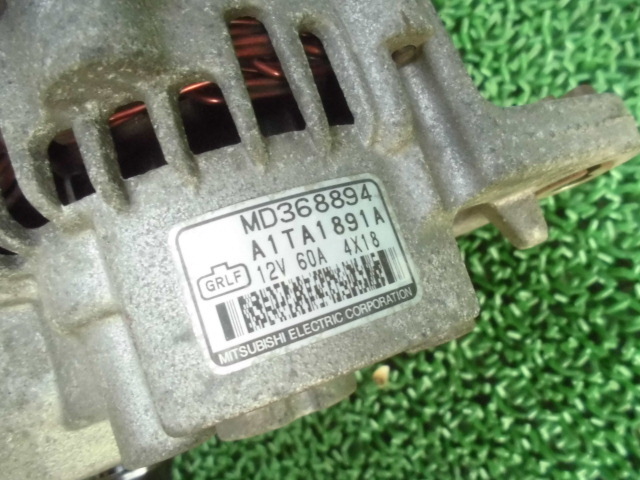 MD368894
A1TA1891A
12V 60A 4X18
GRLF
MITSUBISHI ELECTRIC CORPORATION